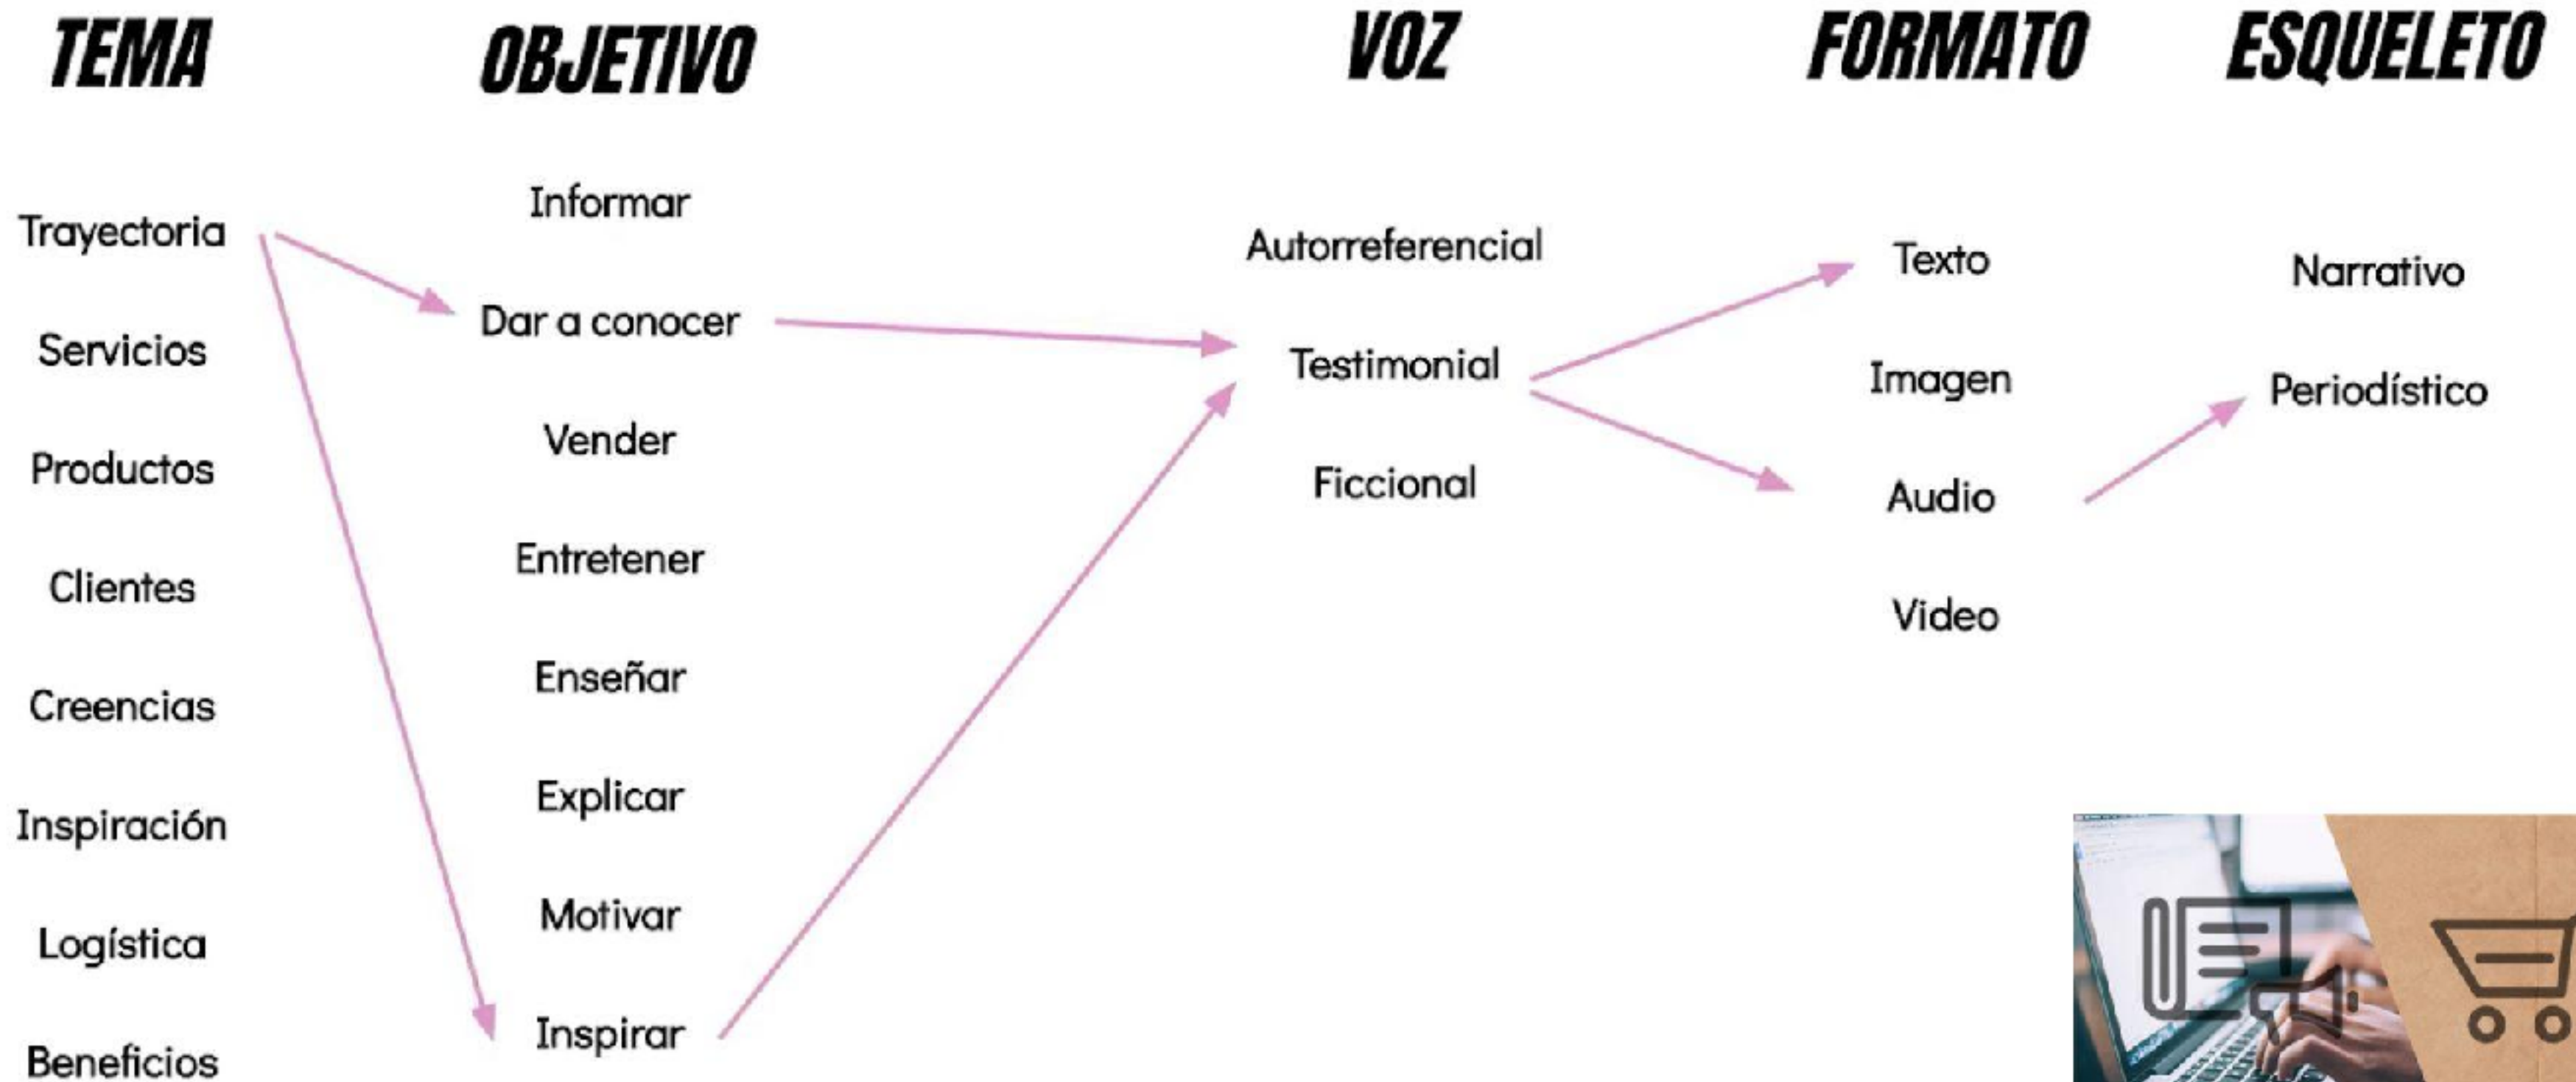 TEMA
OBJETIVO
VOZ
FORMATO
ESQUELETO
Trayectoria
Servicios
Productos
Clientes
Creencias
Inspiración
Logística
Beneficios
Informar
Dar a conocer
Vender
Entretener
Enseñar
Explicar
Motivar
Inspirar
Autorreferencial
Testimonial
Ficcional
Texto
Imagen
Audio
Video
Narrativo
Periodístico